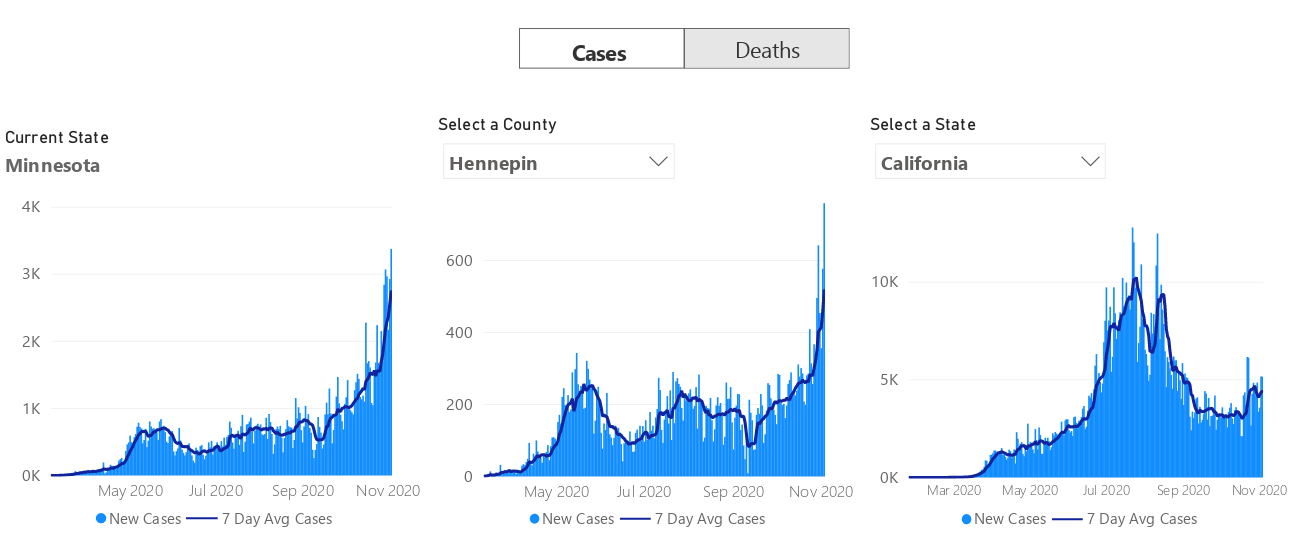 Cases Deaths
Current State
Minnesota
4K
3K
2K
1K
0K
May 2020 Jul 2020 Sep 2020 Nov 2020
New Cases 7 Day Avg Cases
Select a County
Hennepin
600
400
200
0
May 2020 Jul 2020 Sep 2020 Nov 2020
New Cases 7 Day Avg Cases
Select a State
California
10K
5K
0K
Mar 2020 May 2020 Jul 2020 Sep 2020 Nov 2020
New Cases 7 Day Avg Cases